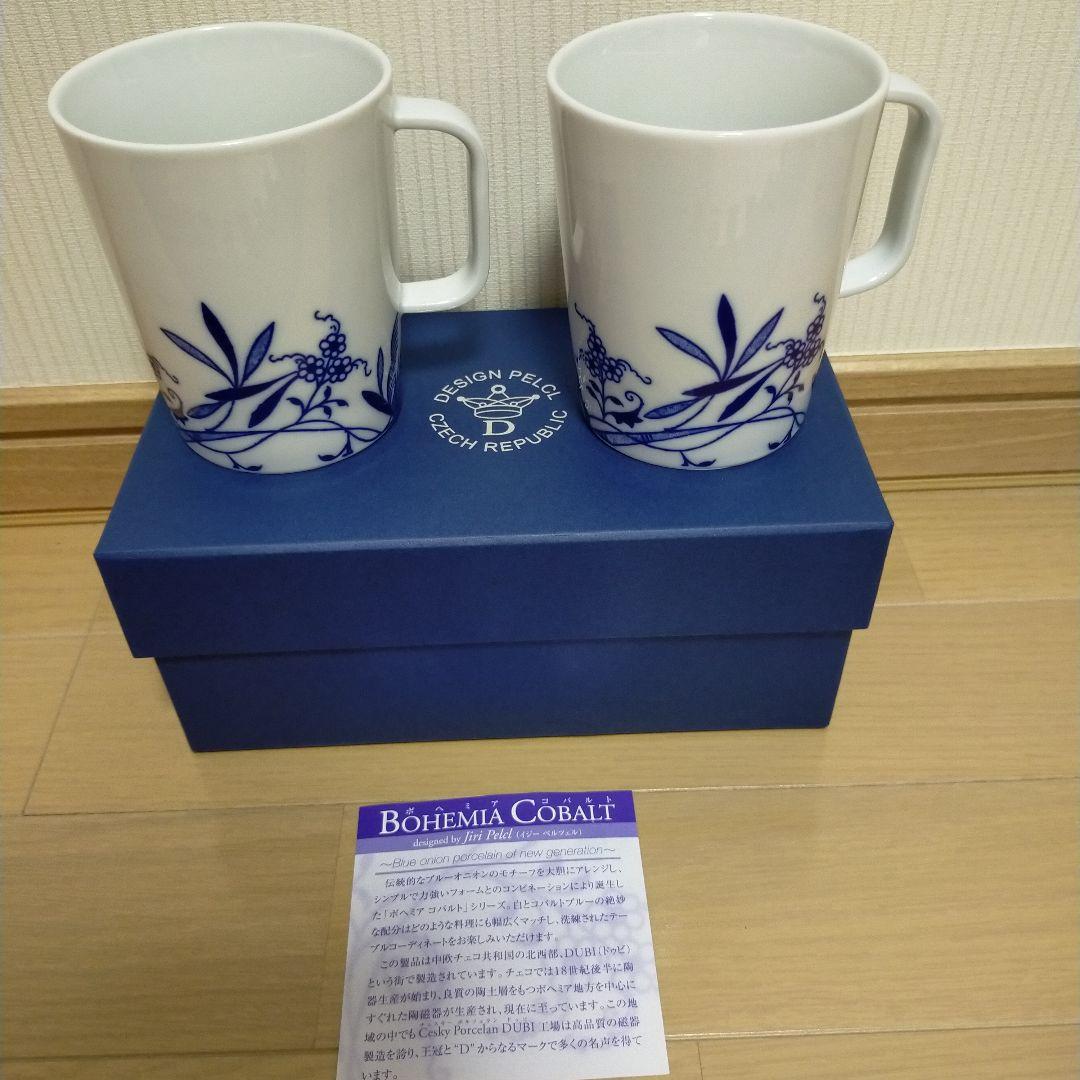 DESIGN PELCL
D
CZECH REPUBLIC
ボヘミア コバルト
BOHEMIA COBALT
designed by Jiri Pelcl（イジー ペルツェル）
～Blue onion porcelain of new generation～
伝統的なブルーオニオンのモチーフを大胆にアレンジし、
シンプルで力強いフォームとのコンビネーションにより誕生し
た「ボヘミア コバルト」シリーズ。白とコバルトブルーの絶妙
な配分はどのような料理にも幅広くマッチし、洗練されたテー
ブルコーディネートをお楽しみいただけます。
この製品は中欧チェコ共和国の北西部、DUBI（ドゥビ）
という街で製造されています。チェコでは18世紀後半に陶
器生産が始まり、良質の陶土層をもつボヘミア地方を中心に
すぐれた陶磁器が生産され、現在に至っています。この地
チェスキー ポルツェラン ドゥビ
域の中でも Cesky Porcelan DUBI 工場は高品質の磁器
製造を誇り、王冠と“D”からなるマークで多くの名声を得て
います。